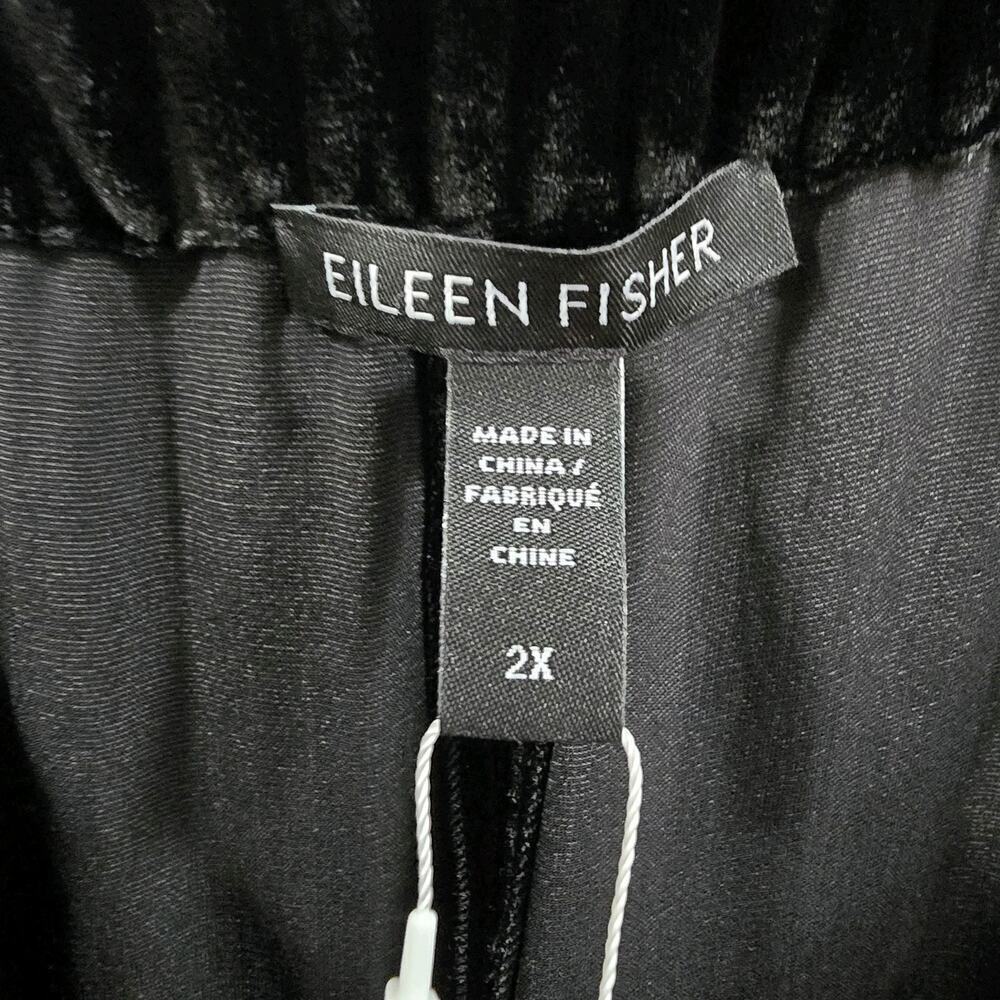 EILEEN FISHER
MADE IN
CHINA /
FABRIQUÉ
EN
CHINE
2X